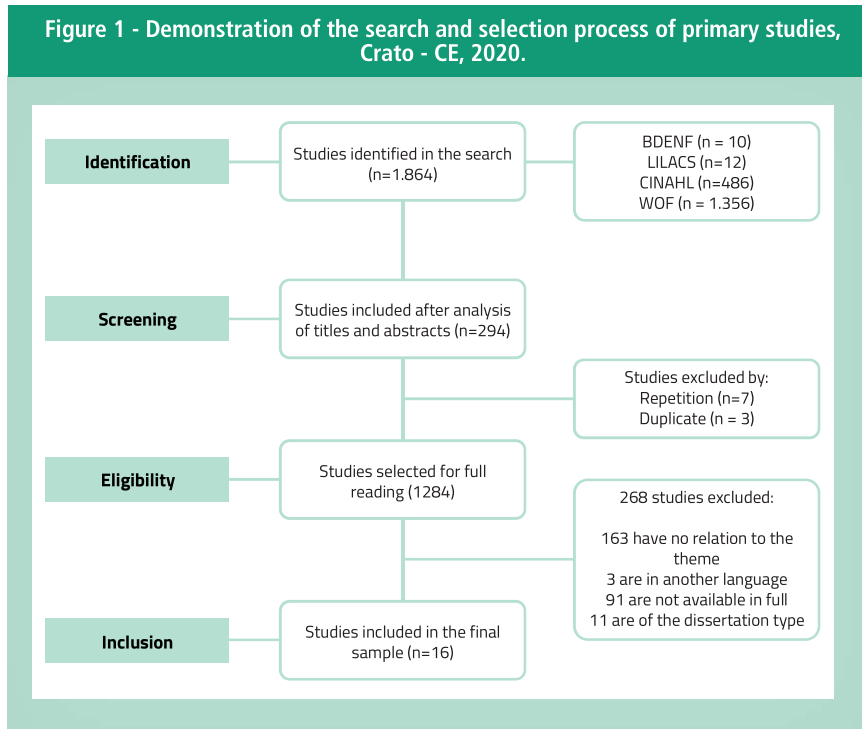 Figure 1 - Demonstration of the search and selection process of primary studies,
Crato - CE, 2020.
Identification
Studies identified in the search
(n=1.864)
BDENF (n = 10)
LILACS (n=12)
CINAHL (n=486)
WOF (n = 1.356)
Screening
Studies included after analysis
of titles and abstracts (n=294)
Studies excluded by:
Repetition (n=7)
Duplicate (n = 3)
Eligibility
Studies selected for full
reading (1284)
268 studies excluded:
163 have no relation to the
theme
3 are in another language
91 are not available in full
11 are of the dissertation type
Inclusion
Studies included in the final
sample (n=16)